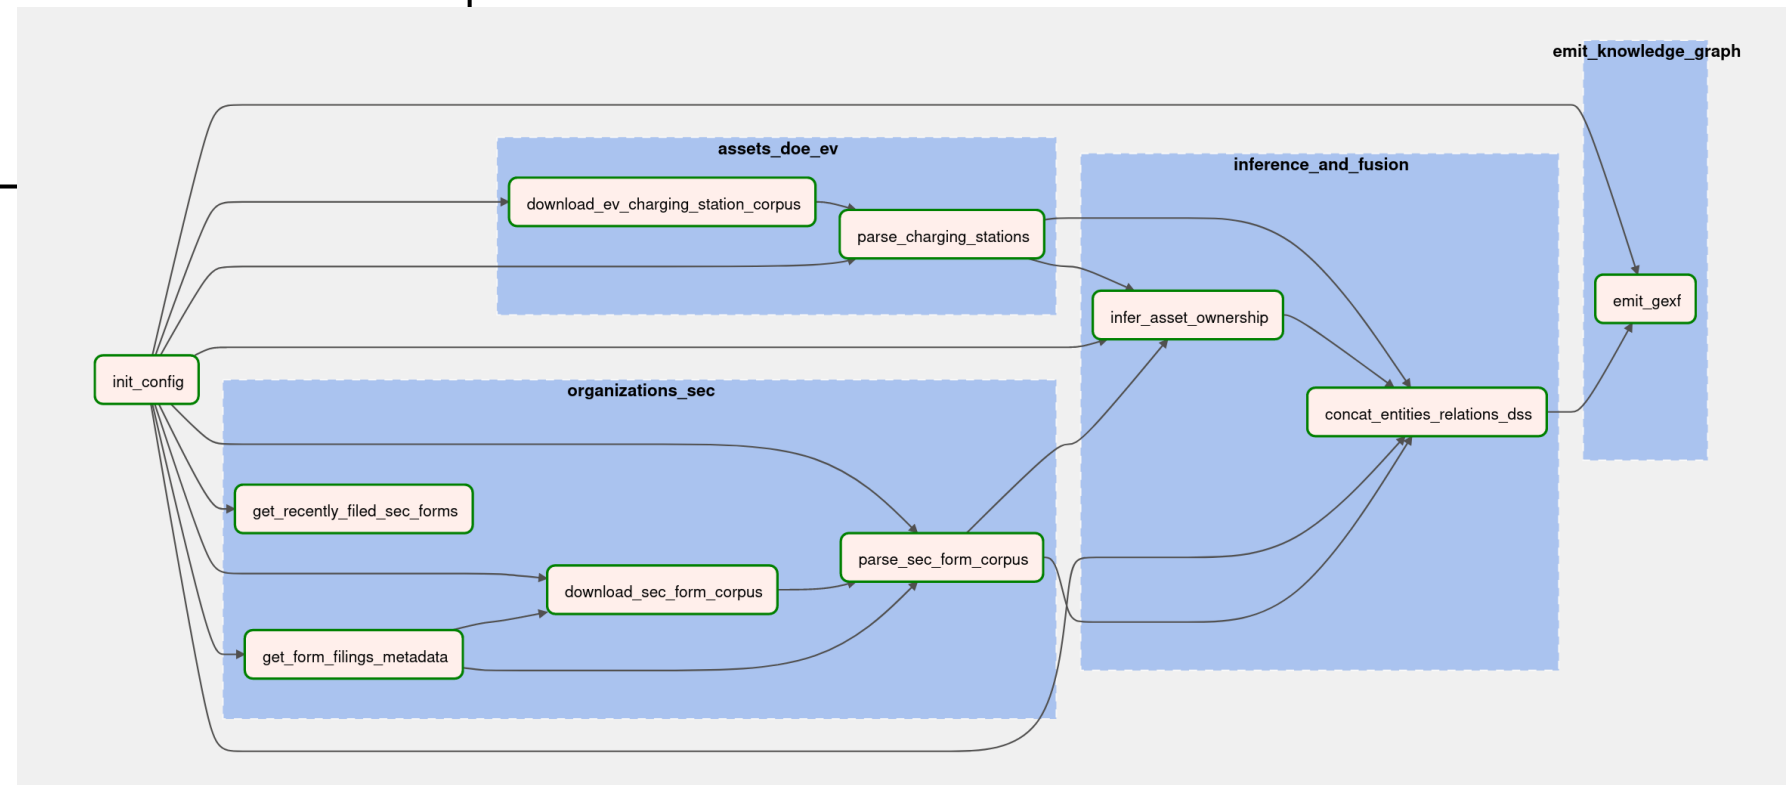 emit_knowledge_graph
assets_doe_ev
inference_and_fusion
download_ev_charging_station_corpus
parse_charging_stations
emit_gexf
infer_asset_ownership
init_config
organizations_sec
concat_entities_relations_dss
get_recently_filed_sec_forms
parse_sec_form_corpus
download_sec_form_corpus
get_form_filings_metadata